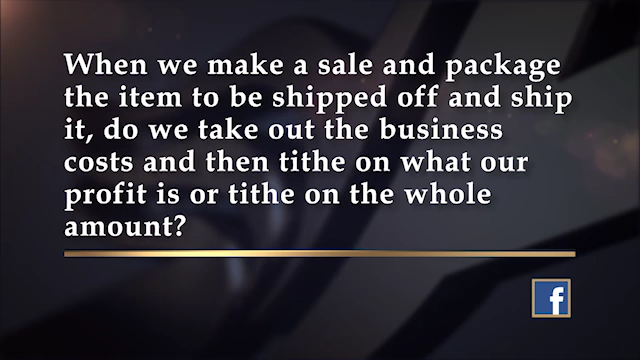 When we make a sale and package
the item to be shipped off and ship
it, do we take out the business
costs and then tithe on what our
profit is or tithe on the whole
amount?
f